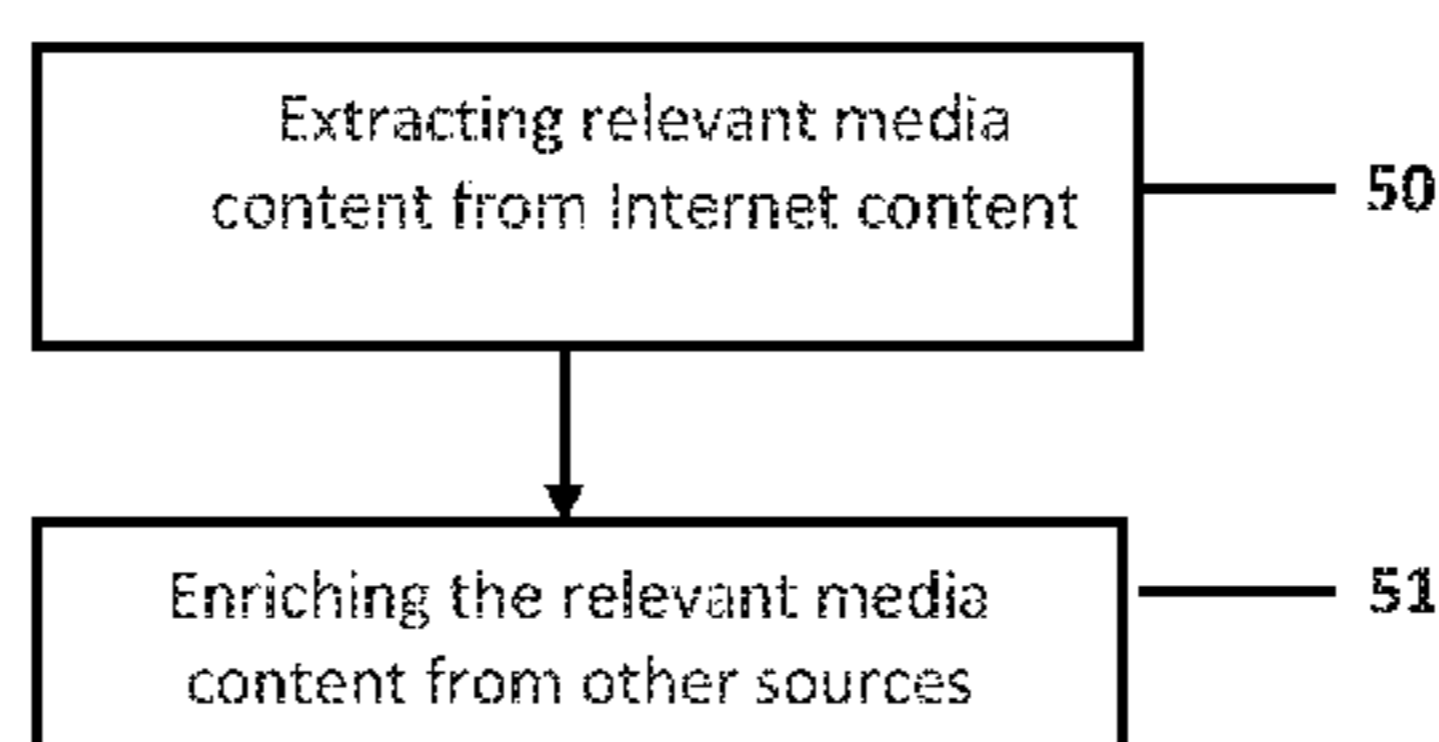 Extracting relevant media
content from Internet content
50
Enriching the relevant media
content from other sources
51